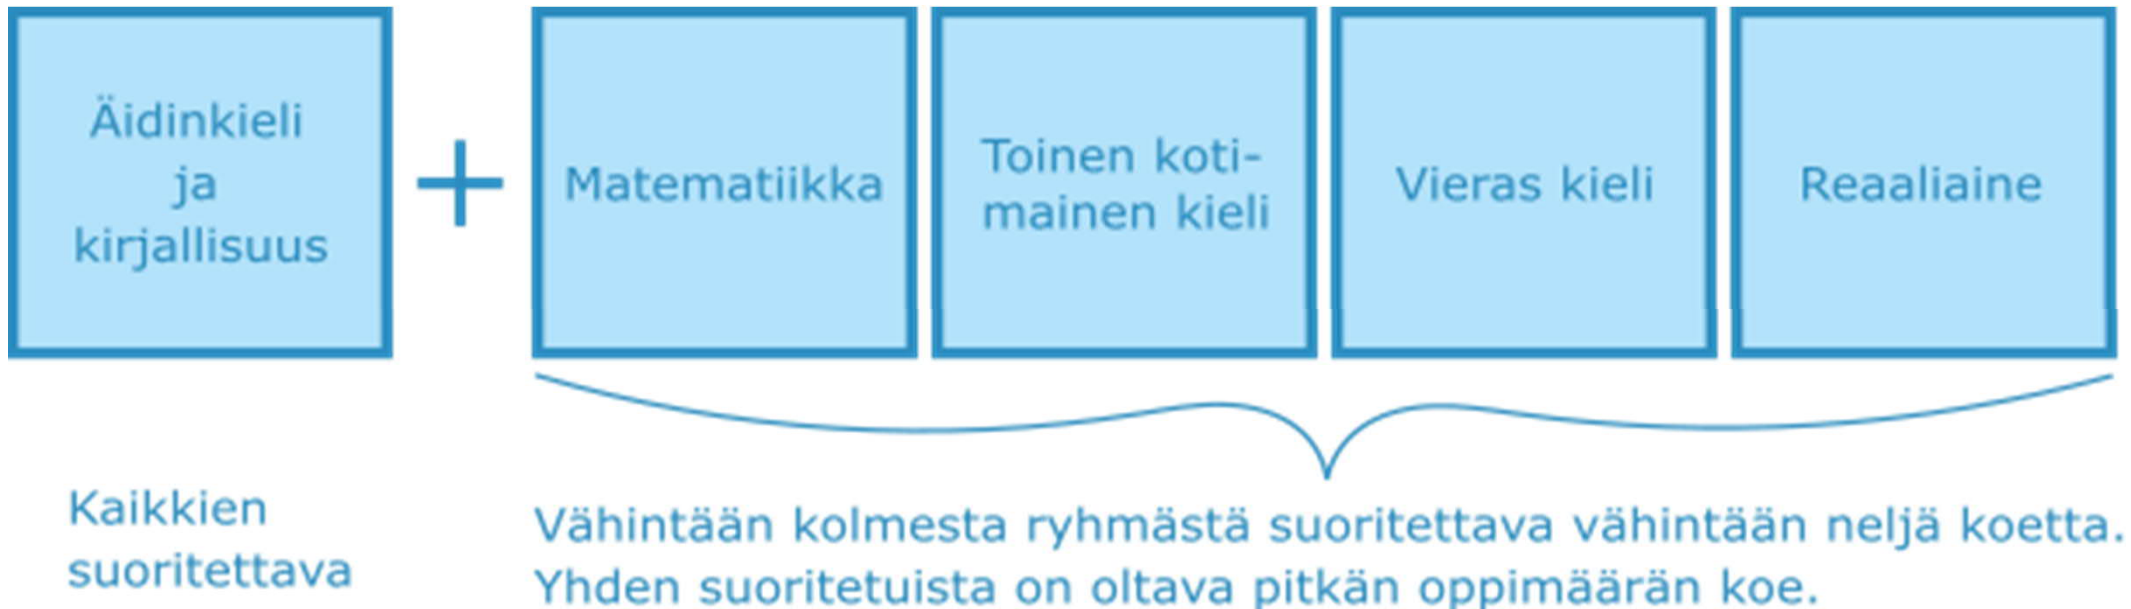 Äidinkieli
ja
kirjallisuus
+
Matematiikka
Toinen koti-
mainen kieli
Vieras kieli
Reaaliaine
Kaikkien
suoritettava
Vähintään kolmesta ryhmästä suoritettava vähintään neljä koetta.
Yhden suoritetuista on oltava pitkän oppimäärän koe.